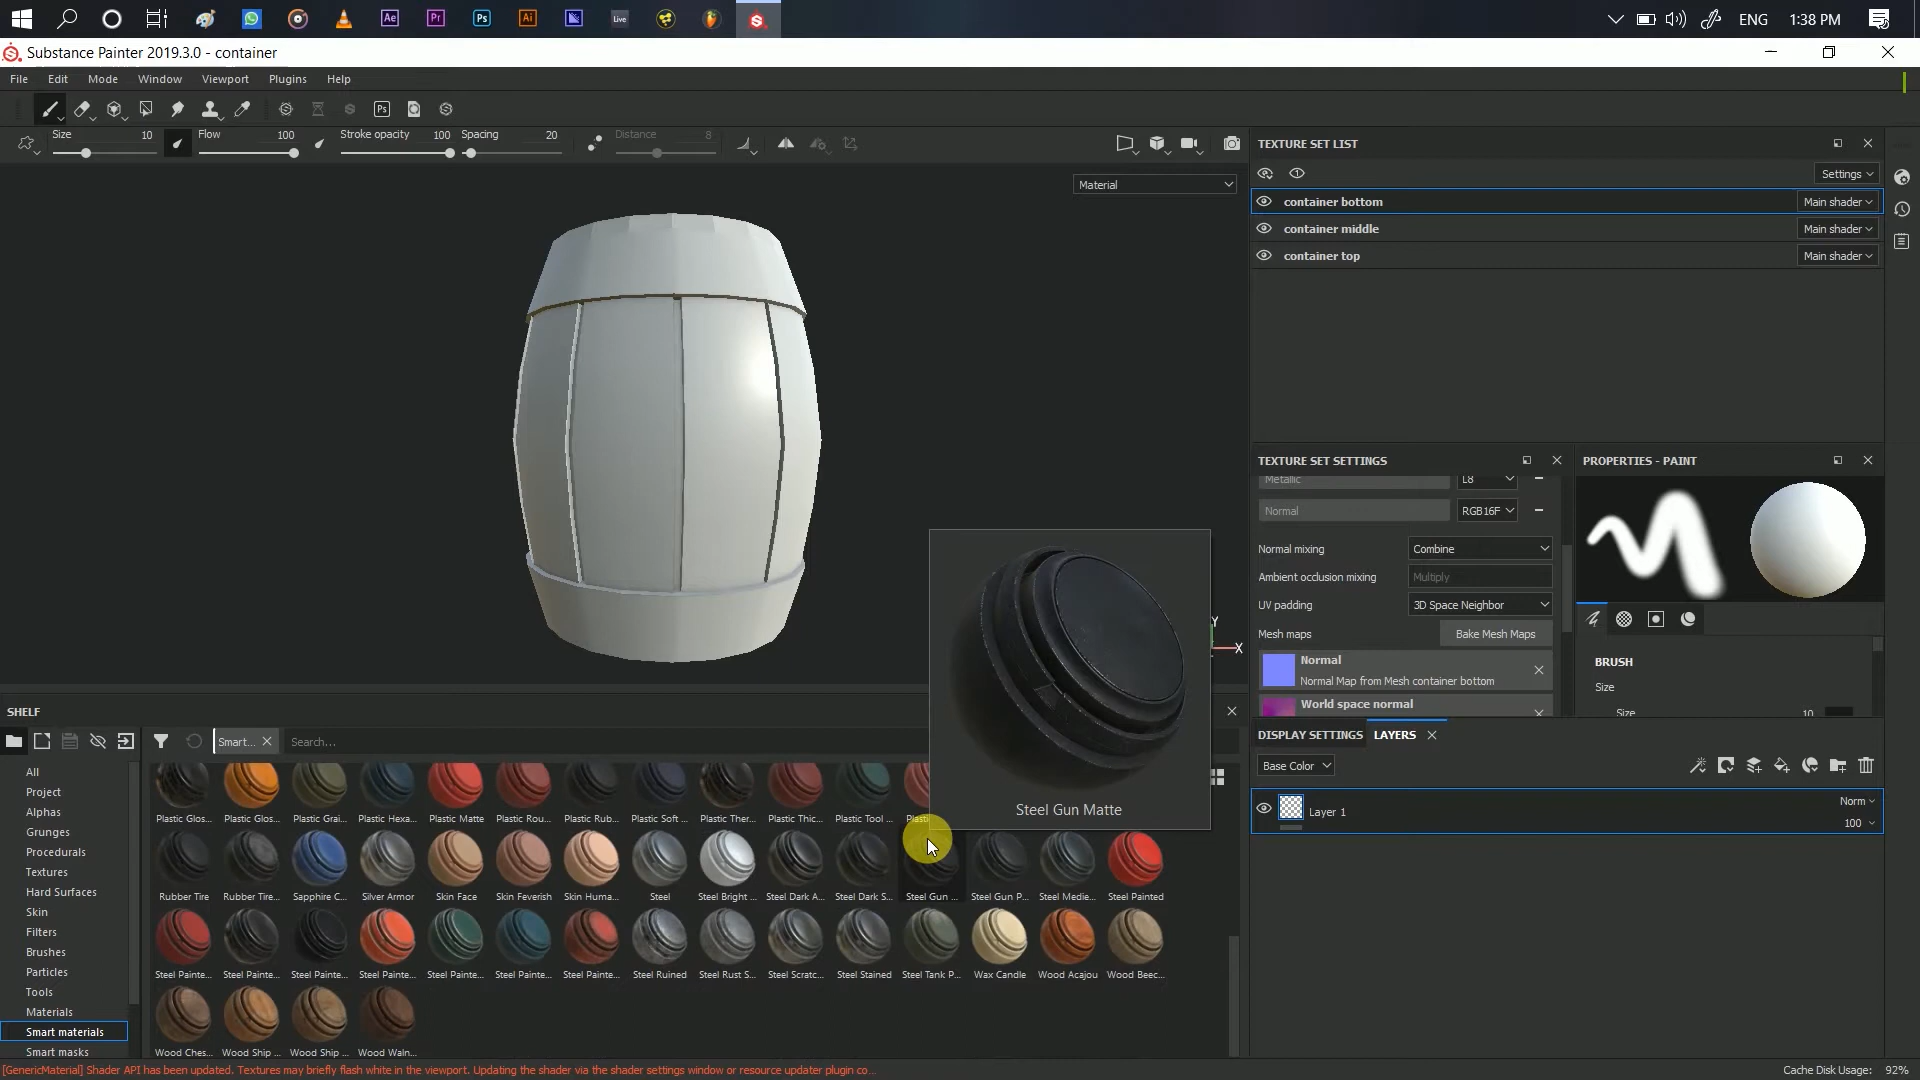 Ae
Pr
Ps
Ai
Live
ENG
1:38 PM
Substance Painter 2019.3.0 - container
File Edit Mode Window Viewport Plugins Help
Ps
Size 10 Flow 100 Stroke opacity 100 Spacing 20 Distance 8
Material
Y
X
TEXTURE SET LIST
Settings
container bottom Main shader
container middle Main shader
container top Main shader
TEXTURE SET SETTINGS
Metallic L8
Normal RGB16F
Normal mixing Combine
Ambient occlusion mixing Multiply
UV padding 3D Space Neighbor
Mesh maps Bake Mesh Maps
Normal
Normal Map from Mesh container bottom
World space normal
PROPERTIES - PAINT
BRUSH
Size
Size 10
DISPLAY SETTINGS LAYERS
Base Color
Layer 1
Norm
100
SHELF
Smart...
Search...
All
Project
Alphas
Grunges
Procedurals
Textures
Hard Surfaces
Skin
Filters
Brushes
Particles
Tools
Materials
Smart materials
Smart masks
Plastic Glos... Plastic Glos... Plastic Grai... Plastic Hexa... Plastic Matte Plastic Rou... Plastic Rub... Plastic Soft ... Plastic Ther... Plastic Thic... Plastic Tool ...
Steel Gun Matte
Rubber Tire Rubber Tire... Sapphire C... Silver Armor Skin Face Skin Feverish Skin Huma... Steel Steel Bright ... Steel Dark A... Steel Dark S... Steel Gun ... Steel Gun P... Steel Medie... Steel Painted
Steel Painte... Steel Painte... Steel Painte... Steel Painte... Steel Painte... Steel Painte... Steel Painte... Steel Ruined Steel Rust S... Steel Scratc... Steel Stained Steel Tank P... Wax Candle Wood Acajou Wood Beec...
Wood Ches... Wood Ship ... Wood Ship ... Wood Waln...
[GenericMaterial] Shader API has been updated. Textures may briefly flash white in the viewport. Updating the shader via the shader settings window or resource updater plugin co...
Cache Disk Usage: 92%